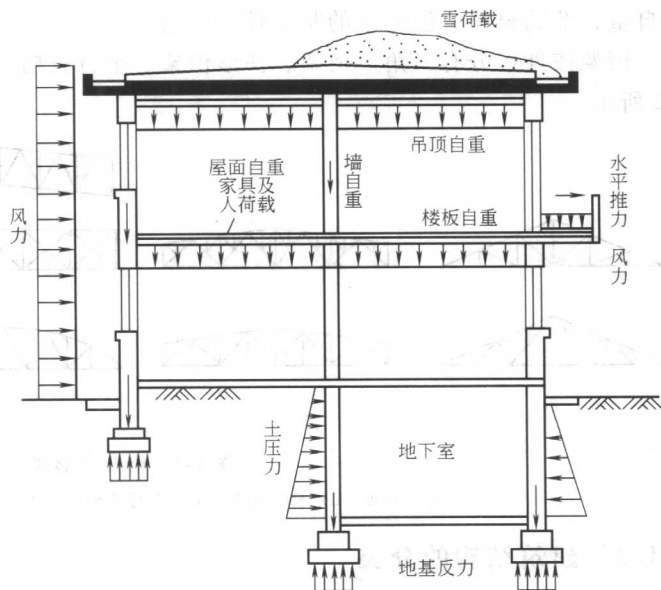 雪荷载
吊顶自重
屋面自重
家具及
人荷载
墙自重
楼板自重
水平推力
风力
风力
土压力
地下室
地基反力